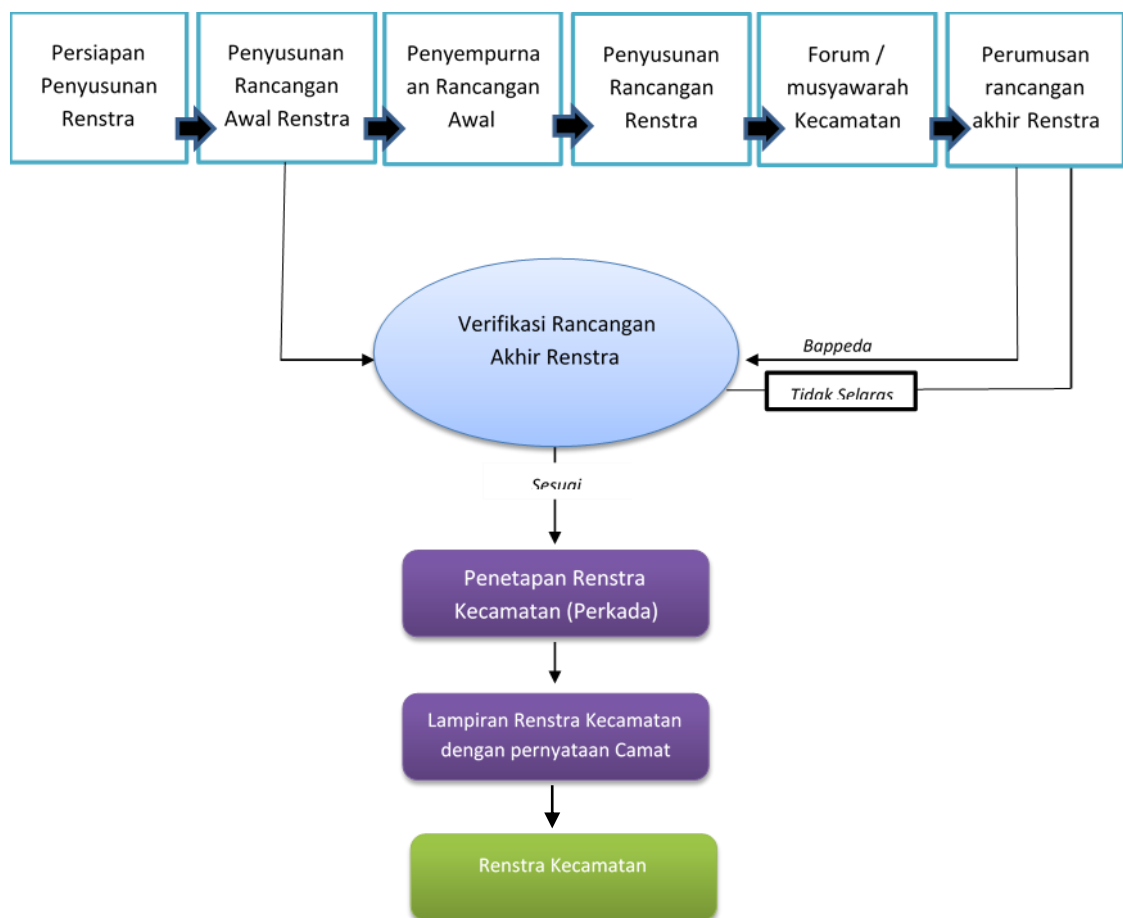 Persiapan
Penyusunan
Renstra
Penyusunan
Rancangan
Awal Renstra
Penyempurna
an Rancangan
Awal
Penyusunan
Rancangan
Renstra
Forum /
musyawarah
Kecamatan
Perumusan
rancangan
akhir Renstra
Verifikasi Rancangan
Akhir Renstra
Bappeda
Tidak Selaras
Sesuai
Penetapan Renstra
Kecamatan (Perkada)
Lampiran Renstra Kecamatan
dengan pernyataan Camat
Renstra Kecamatan